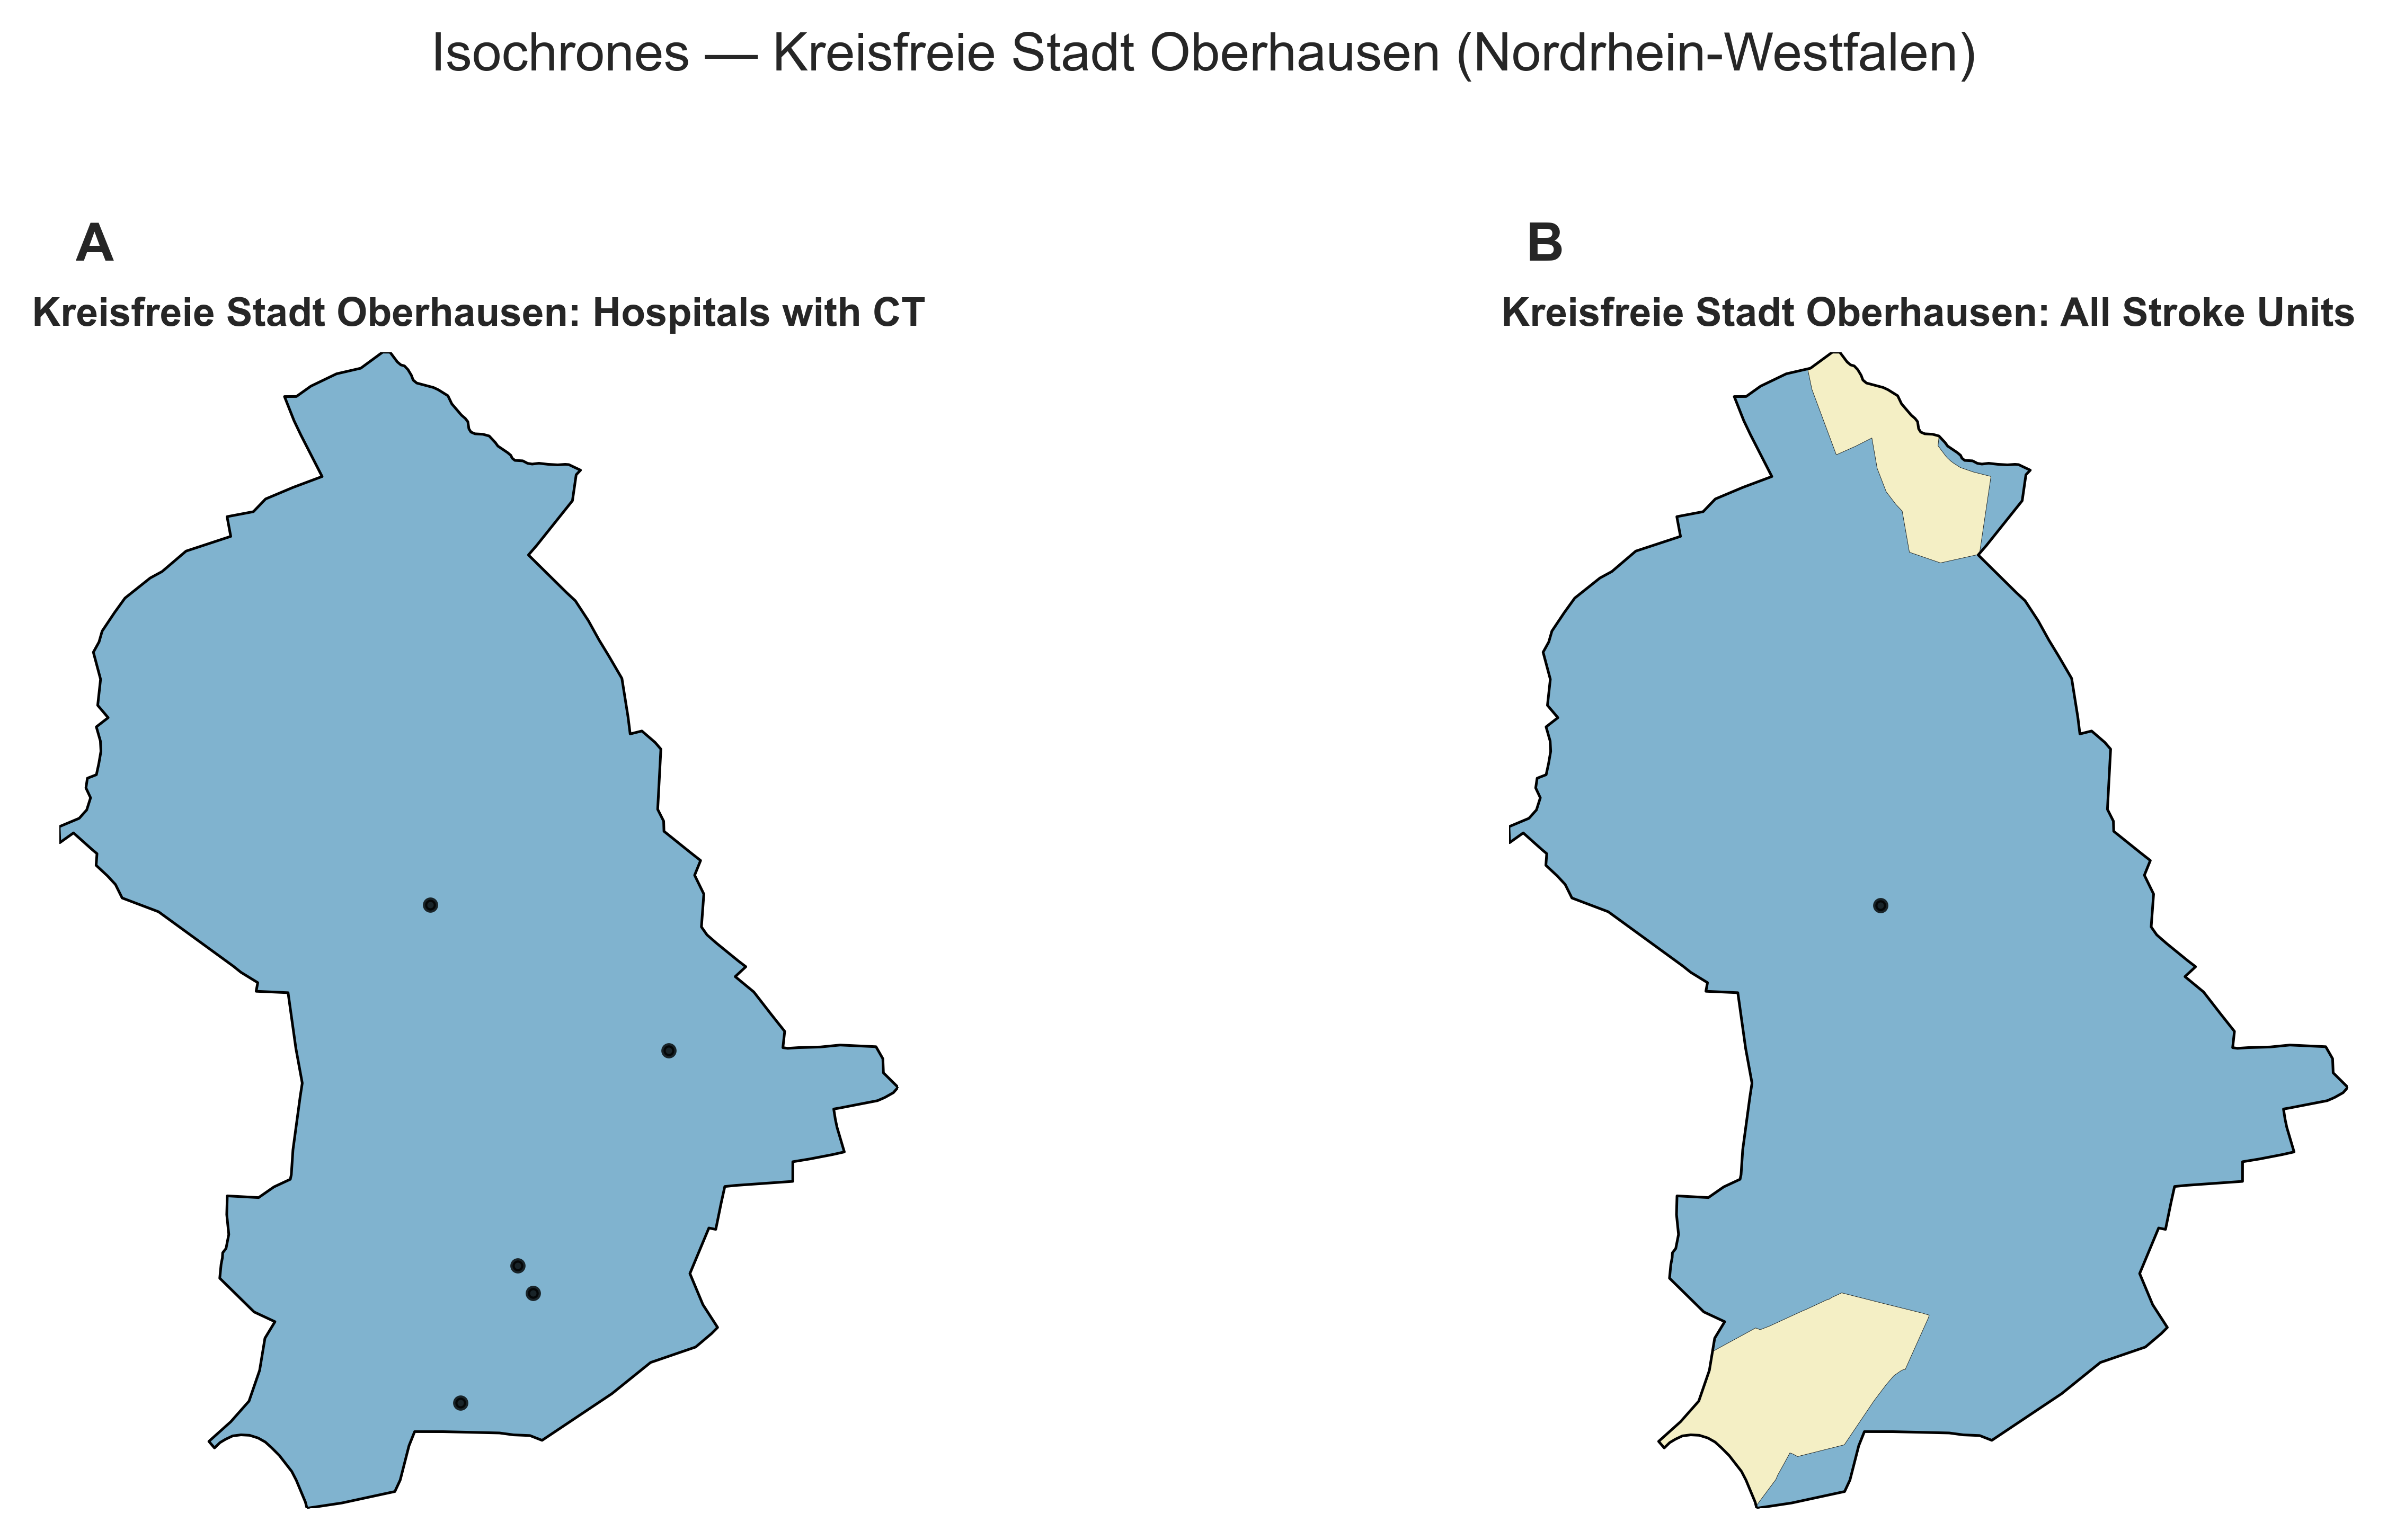 Isochrones — Kreisfreie Stadt Oberhausen (Nordrhein-Westfalen)
A
Kreisfreie Stadt Oberhausen: Hospitals with CT
B
Kreisfreie Stadt Oberhausen: All Stroke Units